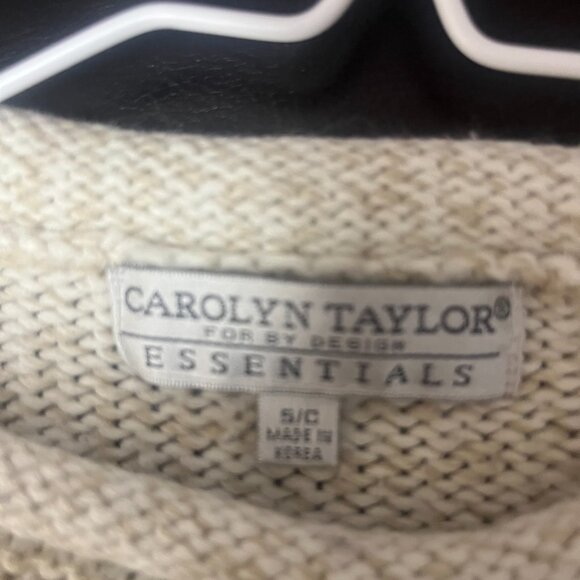 CAROLYN TAYLOR®
FOR BY DESIGN
ESSENTIALS
S/C
MADE IN
KOREA